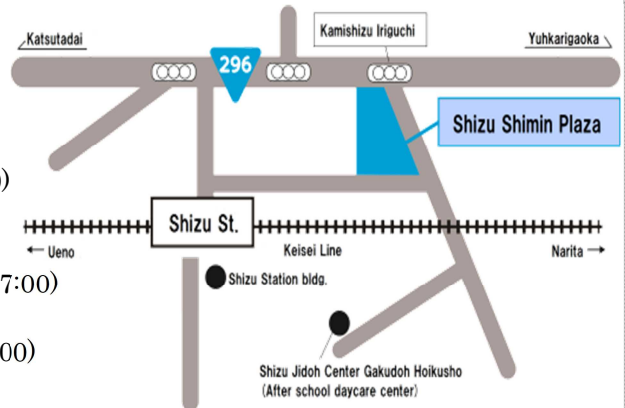 Katsutadai
Kamishizu Iriguchi
Yuhkarigaoka
296
Shizu Shimin Plaza
)
Shizu St.
← Ueno
Keisei Line
Narita →
7:00)
Shizu Station bldg.
00)
Shizu Jidoh Center Gakudoh Hoikusho
(After school daycare center)